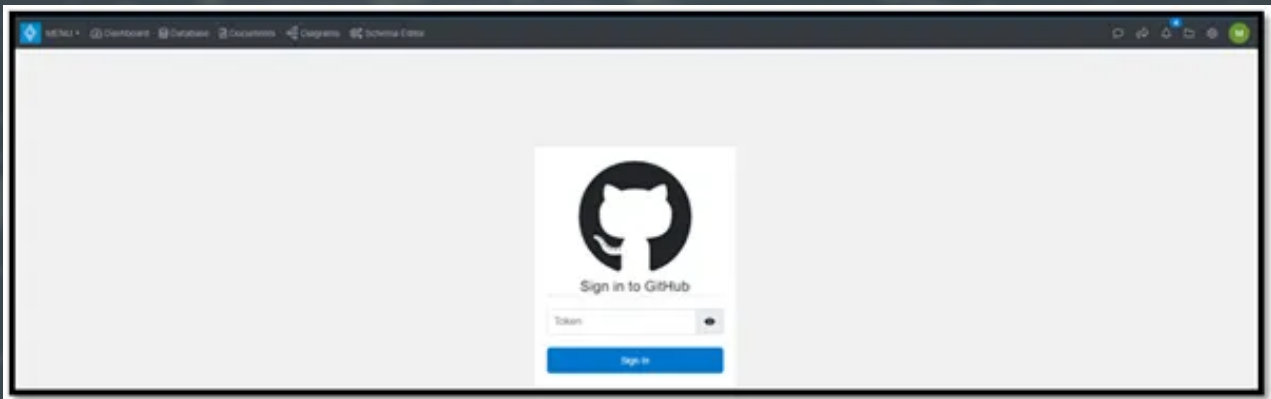 MENU Dashboard Database Documents Diagrams Schema Editor
M
Sign in to GitHub
Token
Sign In